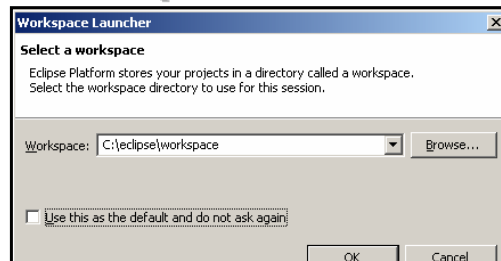 Workspace Launcher
Select a workspace
Eclipse Platform stores your projects in a directory called a workspace.
Select the workspace directory to use for this session.
Workspace: C:\eclipse\workspace Browse...
Use this as the default and do not ask again
OK Cancel